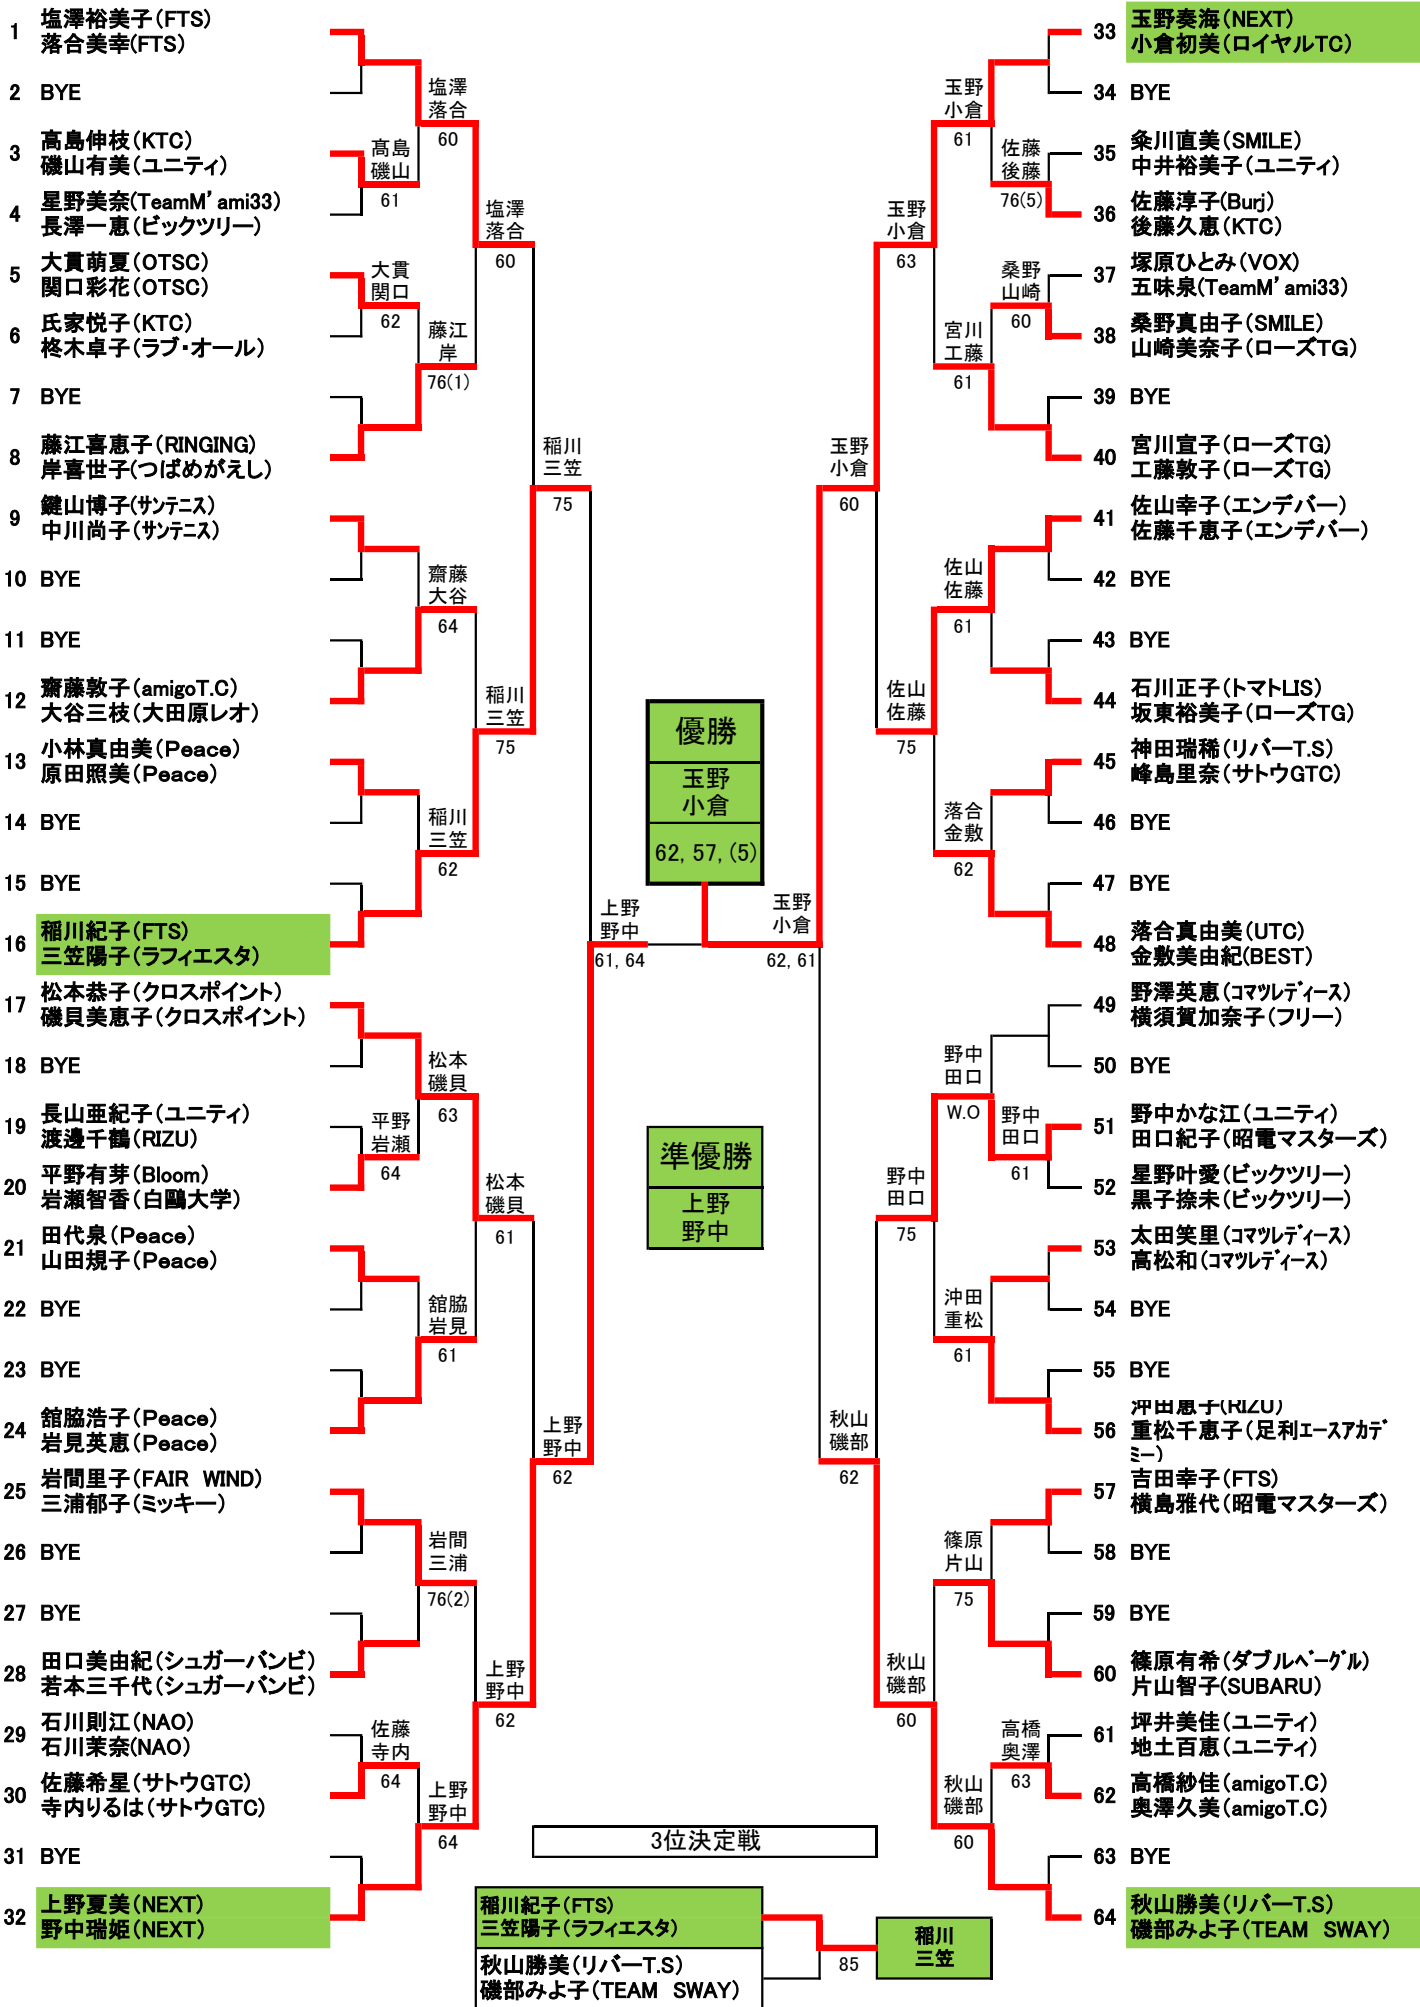 1 塩澤裕美子(FTS)
落合美幸(FTS)
2 BYE
3 高島伸枝(KTC)
磯山有美(ユニティ)
4 星野美奈(TeamM'ami33)
長澤一恵(ビックツリー)
5 大貫萌夏(OTSC)
関口彩花(OTSC)
6 氏家悦子(KTC)
柊木卓子(ラブ・オール)
7 BYE
8 藤江喜恵子(RINGING)
岸喜世子(つばめがえし)
9 鍵山博子(サンテニス)
中川尚子(サンテニス)
10 BYE
11 BYE
12 齋藤敦子(amigoT.C)
大谷三枝(大田原レオ)
13 小林真由美(Peace)
原田照美(Peace)
14 BYE
15 BYE
16 稲川紀子(FTS)
三笠陽子(ラフィエスタ)
17 松本恭子(クロスポイント)
磯貝美恵子(クロスポイント)
18 BYE
19 長山亜紀子(ユニティ)
渡邊千鶴(RIZU)
20 平野有芽(Bloom)
岩瀬智香(白鷗大学)
21 田代泉(Peace)
山田規子(Peace)
22 BYE
23 BYE
24 舘脇浩子(Peace)
岩見英恵(Peace)
25 岩間里子(FAIR WIND)
三浦郁子(ミッキー)
26 BYE
27 BYE
28 田口美由紀(シュガーバンビ)
若本三千代(シュガーバンビ)
29 石川則江(NAO)
石川茉奈(NAO)
30 佐藤希星(サトウGTC)
寺内りるは(サトウGTC)
31 BYE
32 上野夏美(NEXT)
野中瑞姫(NEXT)
髙島
磯山
61
大貫
関口
62
平野
岩瀬
64
佐藤
寺内
64
塩澤
落合
60
藤江
岸
76(1)
齋藤
大谷
64
稲川
三笠
62
松本
磯貝
63
舘脇
岩見
61
岩間
三浦
76(2)
上野
野中
64
塩澤
落合
60
稲川
三笠
75
松本
磯貝
61
上野
野中
62
稲川
三笠
75
上野
野中
62
上野
野中
61, 64
優勝
玉野
小倉
62, 57, (5)
準優勝
上野
野中
玉野
小倉
62, 61
玉野
小倉
60
秋山
磯部
62
玉野
小倉
63
佐山
佐藤
75
野中
田口
75
秋山
磯部
60
玉野
小倉
61
宮川
工藤
61
佐山
佐藤
61
落合
金敷
62
野中
田口
W.O
沖田
重松
61
篠原
片山
75
秋山
磯部
60
佐藤
後藤
76(5)
桑野
山崎
60
野中
田口
61
高橋
奥澤
63
33 玉野奏海(NEXT)
小倉初美(ロイヤルTC)
34 BYE
35 粂川直美(SMILE)
中井裕美子(ユニティ)
36 佐藤淳子(Burj)
後藤久恵(KTC)
37 塚原ひとみ(VOX)
五味泉(TeamM'ami33)
38 桑野真由子(SMILE)
山崎美奈子(ローズTG)
39 BYE
40 宮川宣子(ローズTG)
工藤敦子(ローズTG)
41 佐山幸子(エンデバー)
佐藤千恵子(エンデバー)
42 BYE
43 BYE
44 石川正子(トマトLIS)
坂東裕美子(ローズTG)
45 神田瑞稀(リバーT.S)
峰島里奈(サトウGTC)
46 BYE
47 BYE
48 落合真由美(UTC)
金敷美由紀(BEST)
49 野澤英恵(コマツレディース)
横須賀加奈子(フリー)
50 BYE
51 野中かな江(ユニティ)
田口紀子(昭電マスターズ)
52 星野叶愛(ビックツリー)
黒子捺未(ビックツリー)
53 太田笑里(コマツレディース)
高松和(コマツレディース)
54 BYE
55 BYE
56 沖田恵子(RIZU)
重松千恵子(足利エースアカデ
ミー)
57 吉田幸子(FTS)
横島雅代(昭電マスターズ)
58 BYE
59 BYE
60 篠原有希(ダブルベーグル)
片山智子(SUBARU)
61 坪井美佳(ユニティ)
地土百恵(ユニティ)
62 高橋紗佳(amigoT.C)
奥澤久美(amigoT.C)
63 BYE
64 秋山勝美(リバーT.S)
磯部みよ子(TEAM SWAY)
3位決定戦
稲川紀子(FTS)
三笠陽子(ラフィエスタ)
秋山勝美(リバーT.S)
磯部みよ子(TEAM SWAY)
85
稲川
三笠